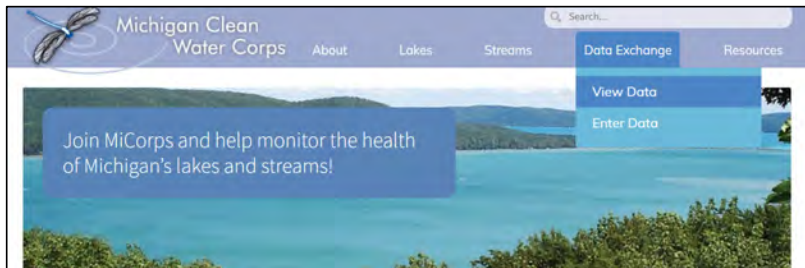 Search...
Michigan Clean
Water Corps
About
Lakes
Streams
Data Exchange
Resources
View Data
Enter Data
Join MiCorps and help monitor the health
of Michigan's lakes and streams!